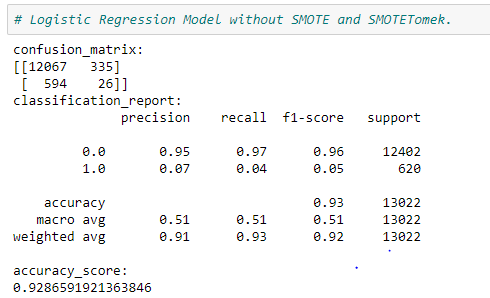 # Logistic Regression Model without SMOTE and SMOTETomek.
confusion_matrix:
[[12067   335]
 [  594    26]]
classification_report:
              precision    recall  f1-score   support

         0.0       0.95      0.97      0.96     12402
         1.0       0.07      0.04      0.05       620

    accuracy                           0.93     13022
   macro avg       0.51      0.51      0.51     13022
weighted avg       0.91      0.93      0.92     13022

accuracy_score:
0.9286591921363846